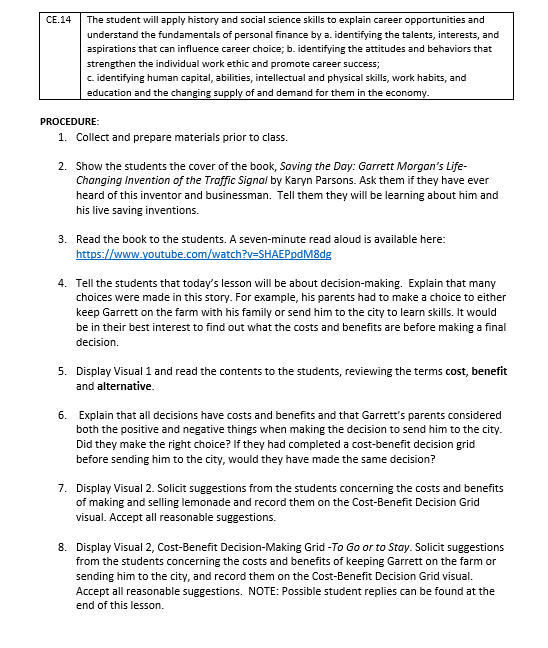 CE.14 The student will apply history and social science skills to explain career opportunities and
understand the fundamentals of personal finance by a. identifying the talents, interests, and
aspirations that can influence career choice; b. identifying the attitudes and behaviors that
strengthen the individual work ethic and promote career success;
c. identifying human capital, abilities, intellectual and physical skills, work habits, and
education and the changing supply of and demand for them in the economy.
PROCEDURE:
1. Collect and prepare materials prior to class.
2. Show the students the cover of the book, Saving the Day: Garrett Morgan's Life-
Changing Invention of the Traffic Signal by Karyn Parsons. Ask them if they have ever
heard of this inventor and businessman. Tell them they will be learning about him and
his live saving inventions.
3. Read the book to the students. A seven-minute read aloud is available here:
https://www.youtube.com/watch?v=SHAEPpdM8dg
4. Tell the students that today's lesson will be about decision-making. Explain that many
choices were made in this story. For example, his parents had to make a choice to either
keep Garrett on the farm with his family or send him to the city to learn skills. It would
be in their best interest to find out what the costs and benefits are before making a final
decision.
5. Display Visual 1 and read the contents to the students, reviewing the terms cost, benefit
and alternative.
6. Explain that all decisions have costs and benefits and that Garrett's parents considered
both the positive and negative things when making the decision to send him to the city.
Did they make the right choice? If they had completed a cost-benefit decision grid
before sending him to the city, would they have made the same decision?
7. Display Visual 2. Solicit suggestions from the students concerning the costs and benefits
of making and selling lemonade and record them on the Cost-Benefit Decision Grid
visual. Accept all reasonable suggestions.
8. Display Visual 2, Cost-Benefit Decision-Making Grid -To Go or to Stay. Solicit suggestions
from the students concerning the costs and benefits of keeping Garrett on the farm or
sending him to the city, and record them on the Cost-Benefit Decision Grid visual.
Accept all reasonable suggestions. NOTE: Possible student replies can be found at the
end of this lesson.